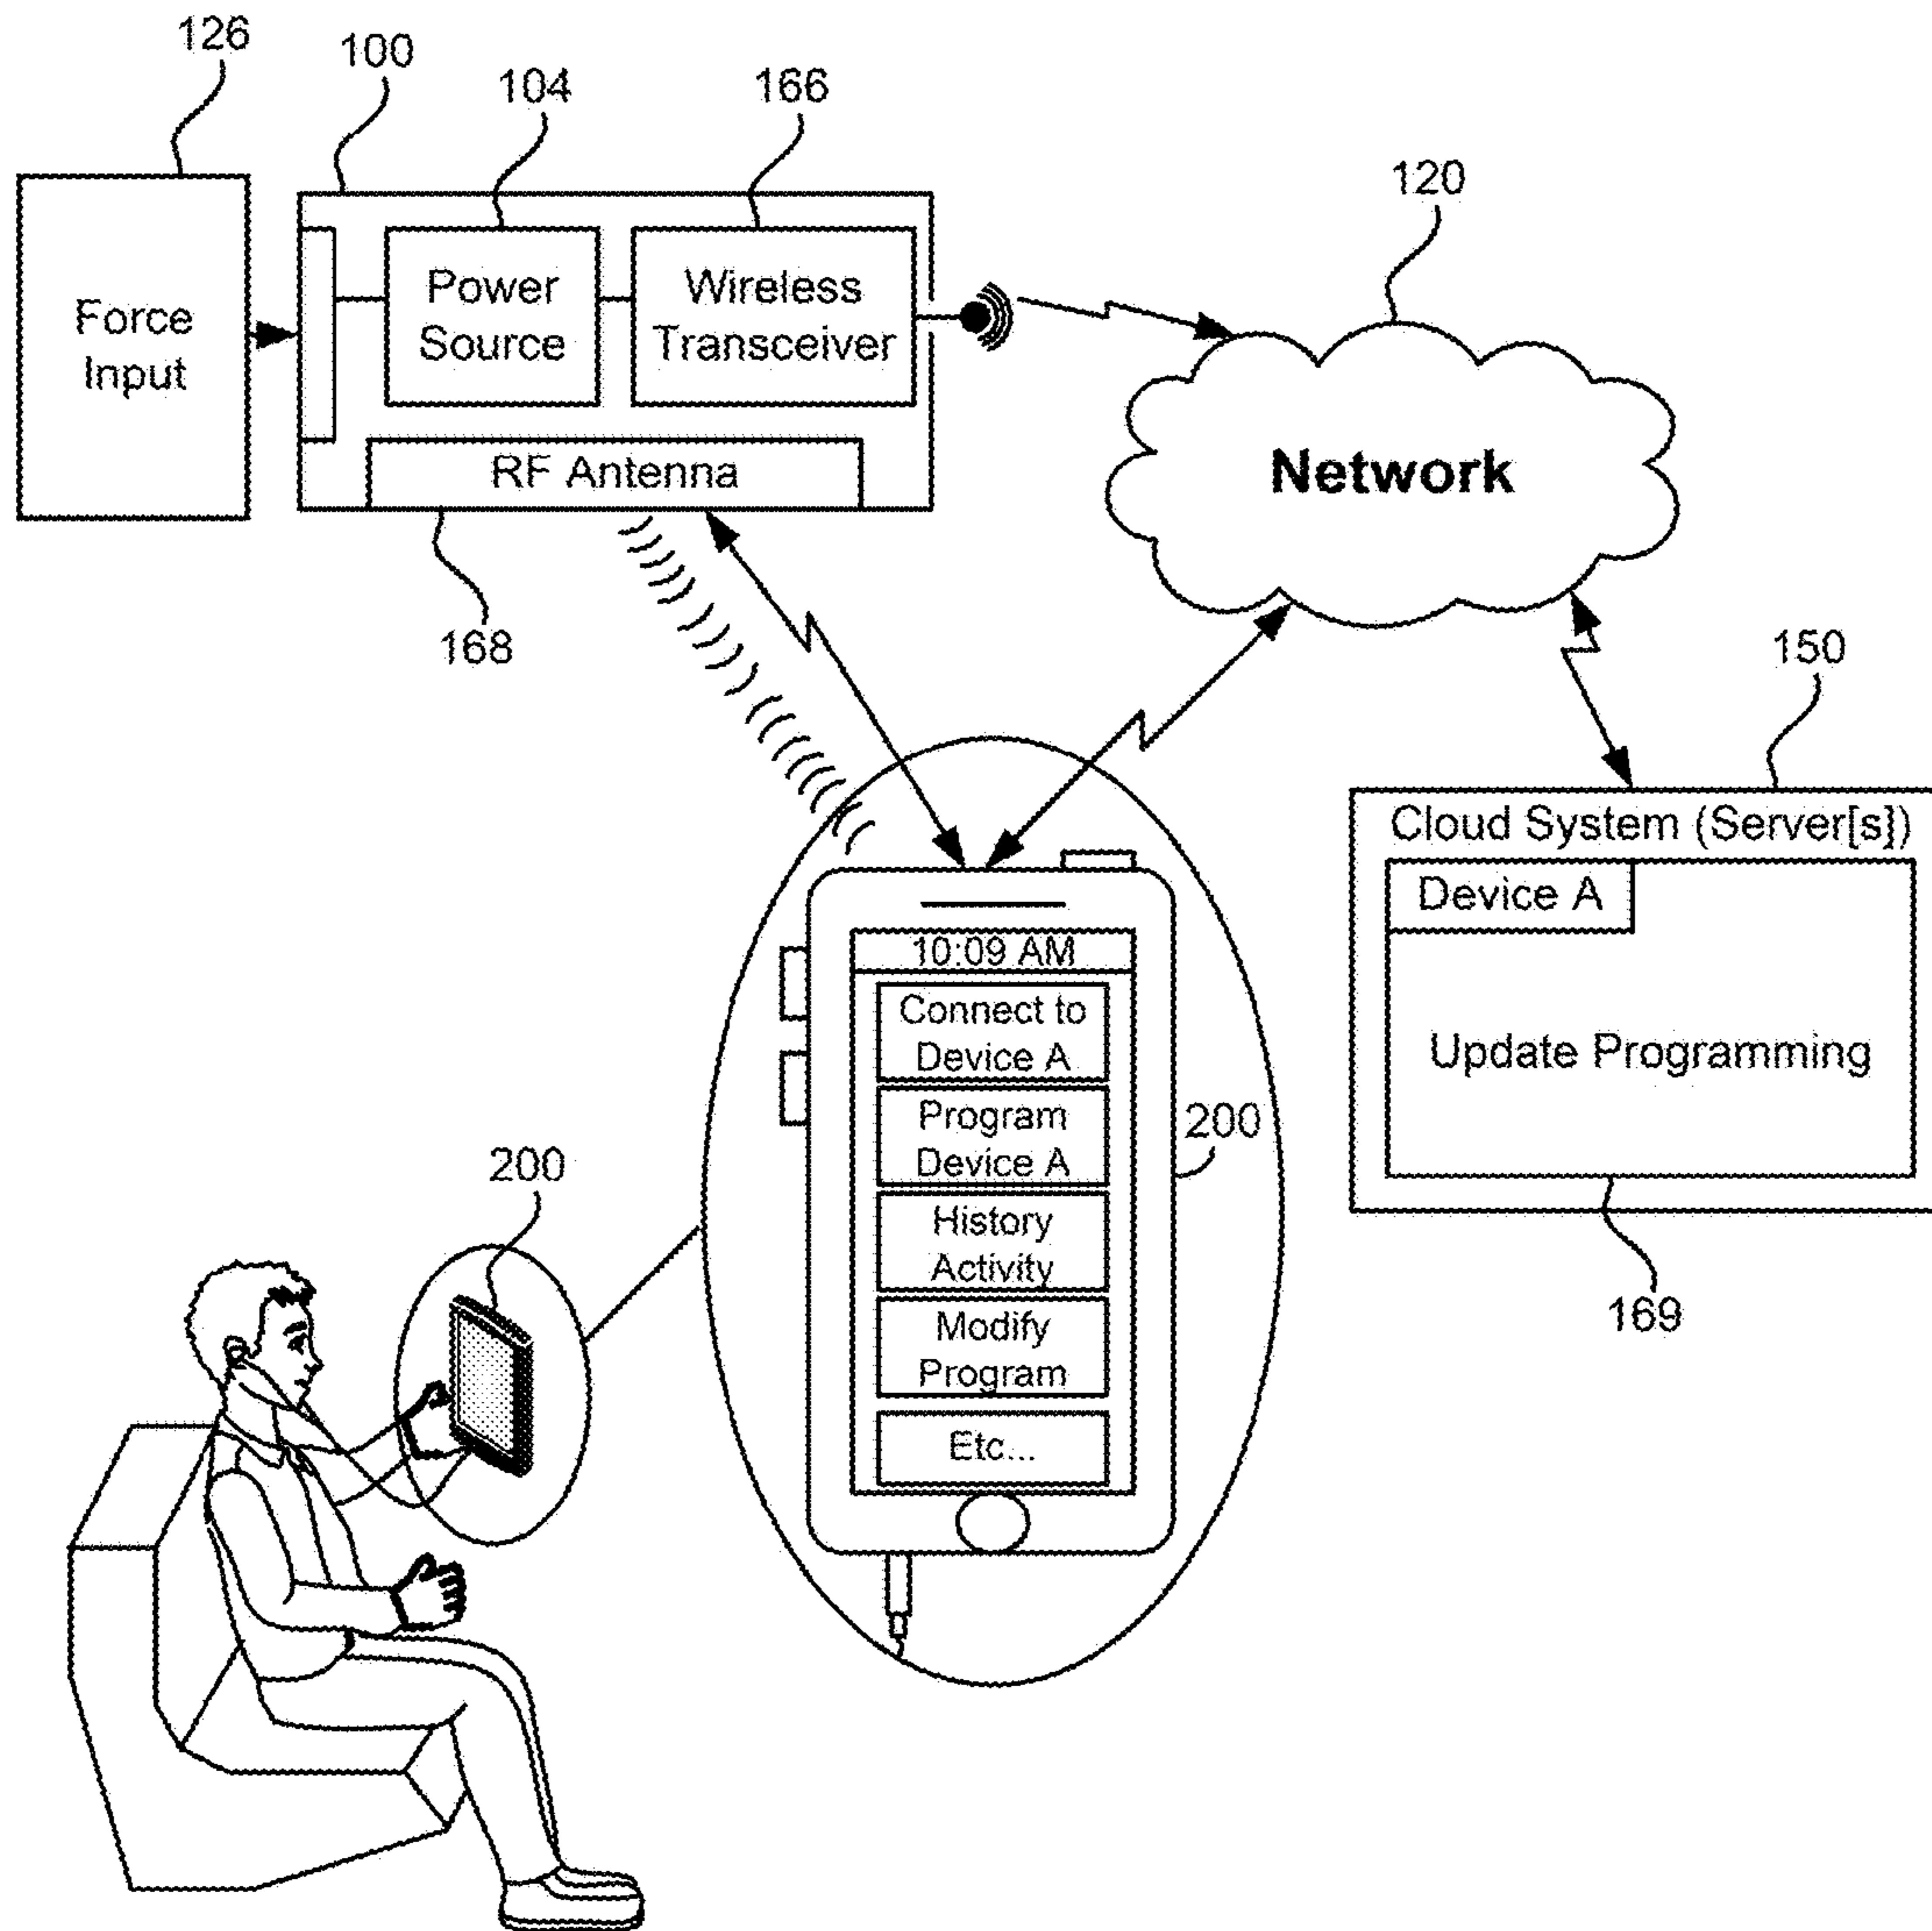 126
100
104
166
120
Force
Input
Power
Source
Wireless
Transceiver
RF Antenna
Network
168
150
Cloud System (Server[s})
Device A
Update Programming
169
10:09 AM
Connect to
Device A
Program
Device A
History
Activity
Modify
Program
Etc...
200
200